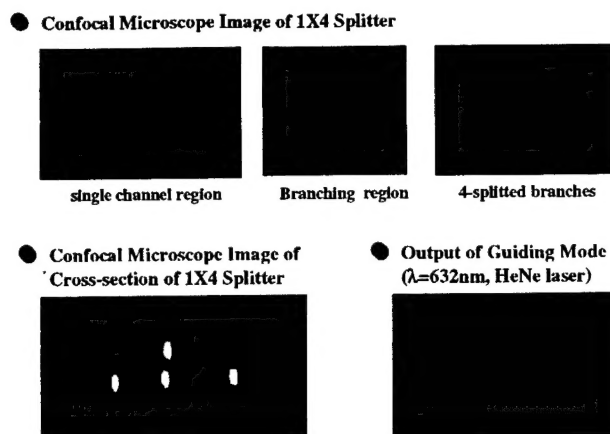 Confocal Microscope Image of 1X4 Splitter
single channel region
Branching region
4-splitted branches
Confocal Microscope Image of
Cross-section of 1X4 Splitter
Output of Guiding Mode
(λ=632nm, HeNe laser)